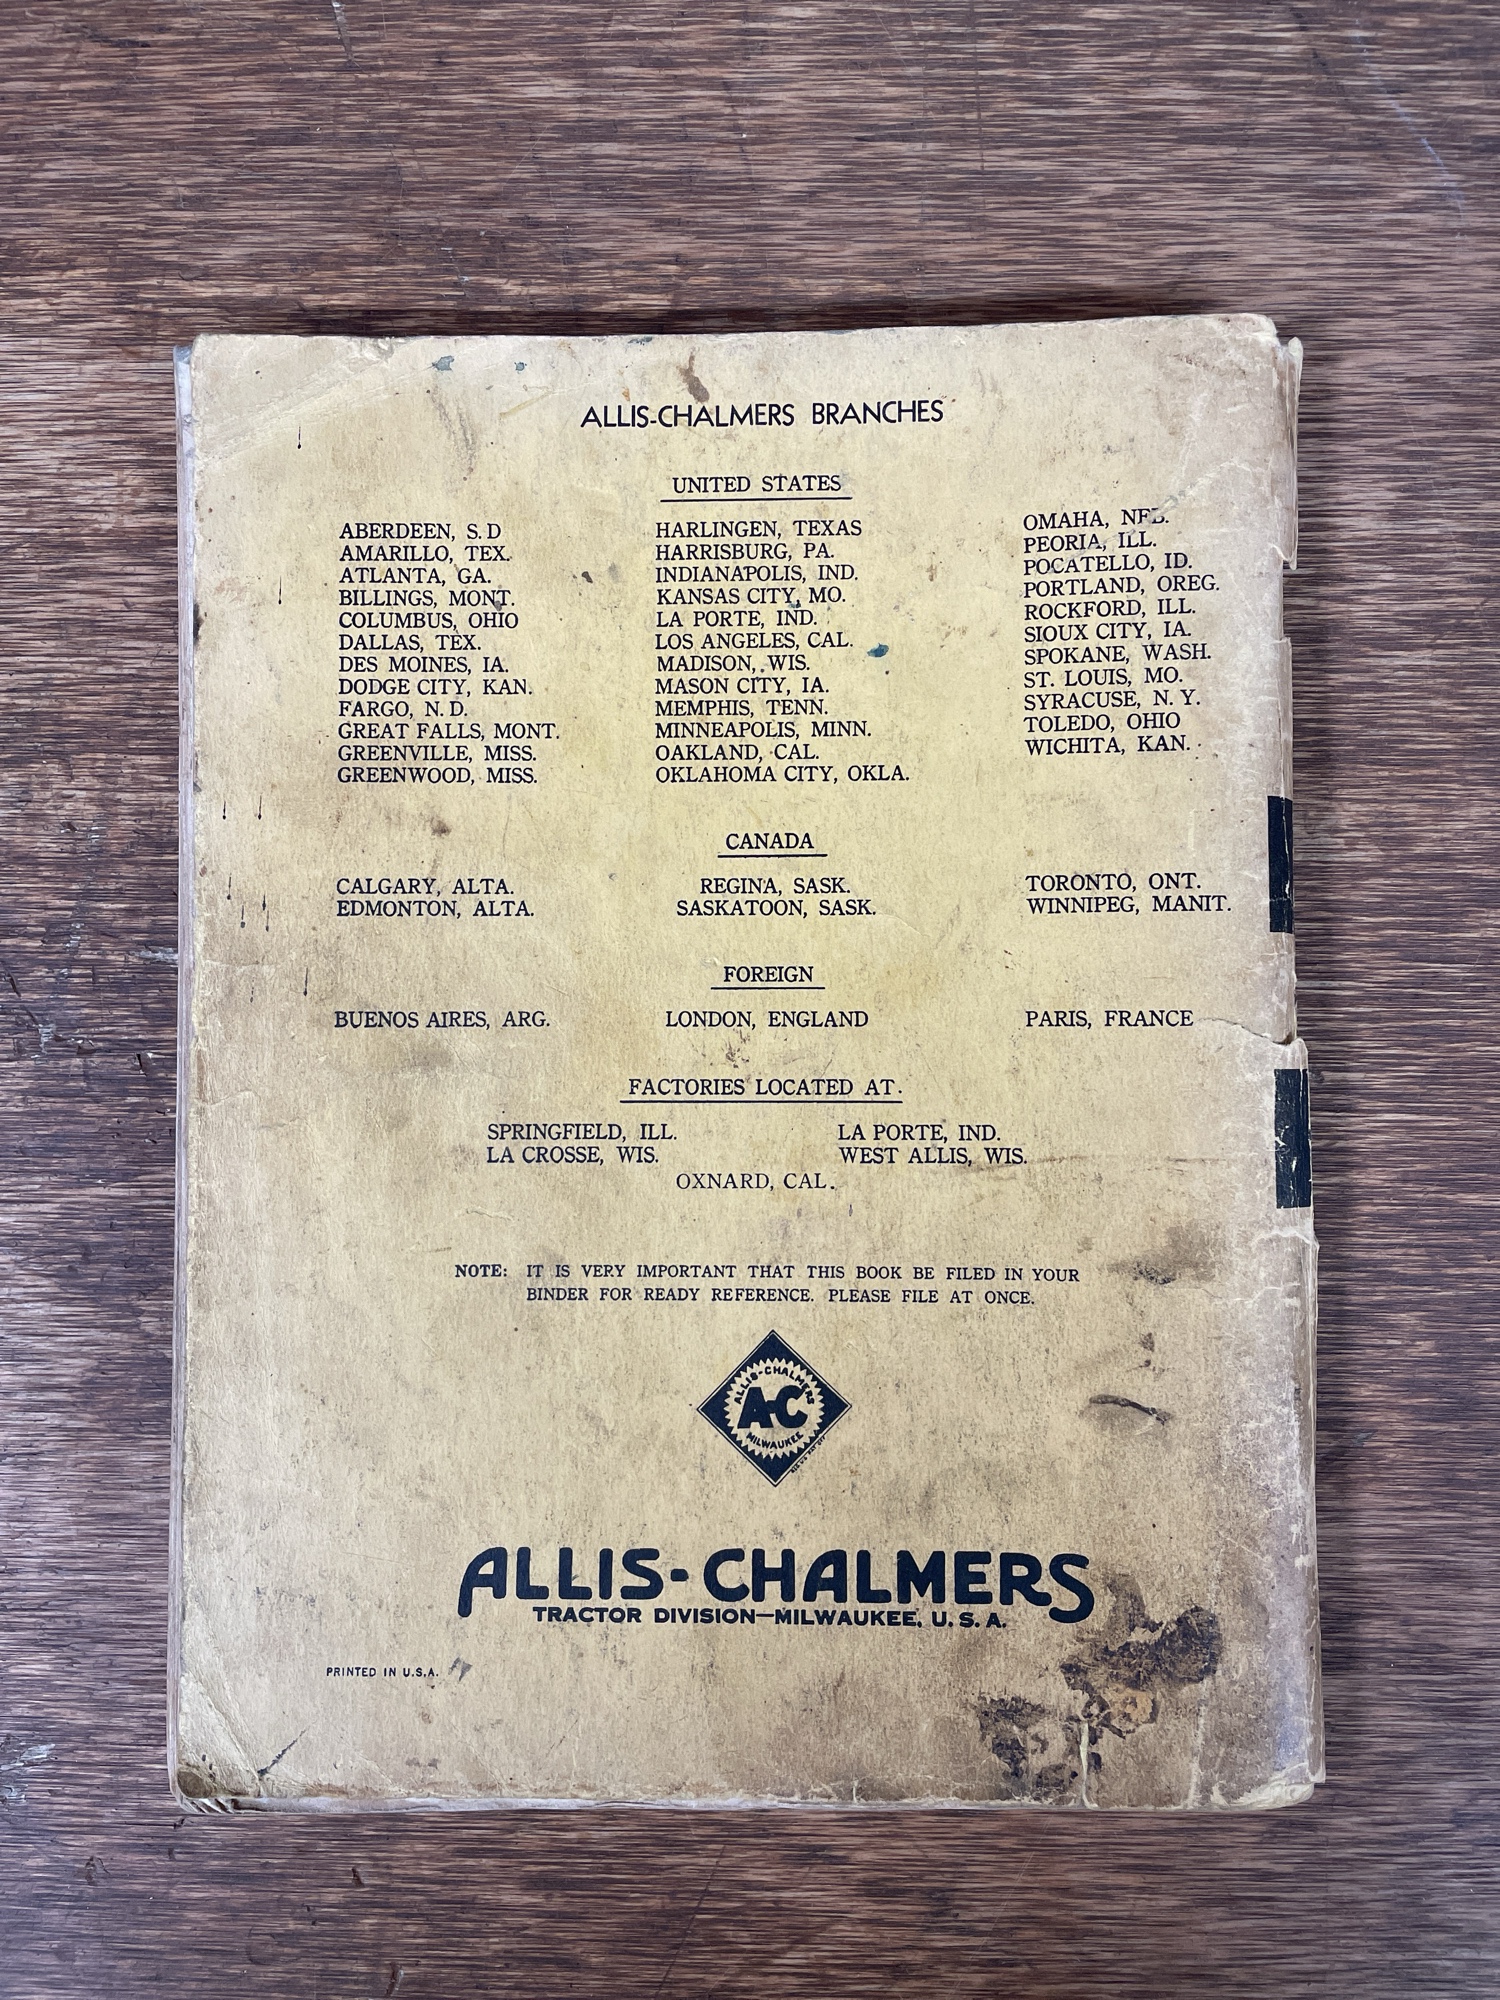 ALLIS-CHALMERS BRANCHES
UNITED STATES
ABERDEEN, S. D
AMARILLO, TEX.
ATLANTA, GA.
BILLINGS, MONT.
COLUMBUS, OHIO
DALLAS, TEX.
DES MOINES, IA.
DODGE CITY, KAN.
FARGO, N. D.
GREAT FALLS, MONT.
GREENVILLE, MISS.
GREENWOOD, MISS.
HARLINGEN, TEXAS
HARRISBURG, PA.
INDIANAPOLIS, IND.
KANSAS CITY, MO.
LA PORTE, IND.
LOS ANGELES, CAL.
MADISON, WIS.
MASON CITY, IA.
MEMPHIS, TENN.
MINNEAPOLIS, MINN.
OAKLAND, CAL.
OKLAHOMA CITY, OKLA.
OMAHA, NEB.
PEORIA, ILL.
POCATELLO, ID.
PORTLAND, OREG.
ROCKFORD, ILL.
SIOUX CITY, IA.
SPOKANE, WASH.
ST. LOUIS, MO.
SYRACUSE, N. Y.
TOLEDO, OHIO
WICHITA, KAN.
CANADA
CALGARY, ALTA.
EDMONTON, ALTA.
REGINA, SASK.
SASKATOON, SASK.
TORONTO, ONT.
WINNIPEG, MANIT.
FOREIGN
BUENOS AIRES, ARG.
LONDON, ENGLAND
PARIS, FRANCE
FACTORIES LOCATED AT.
SPRINGFIELD, ILL.
LA CROSSE, WIS.
LA PORTE, IND.
WEST ALLIS, WIS.
OXNARD, CAL.
NOTE: IT IS VERY IMPORTANT THAT THIS BOOK BE FILED IN YOUR
BINDER FOR READY REFERENCE. PLEASE FILE AT ONCE.
ALLIS-CHALMERS
A-C
MILWAUKEE
ALLIS-CHALMERS
TRACTOR DIVISION—MILWAUKEE, U. S. A.
PRINTED IN U.S.A.